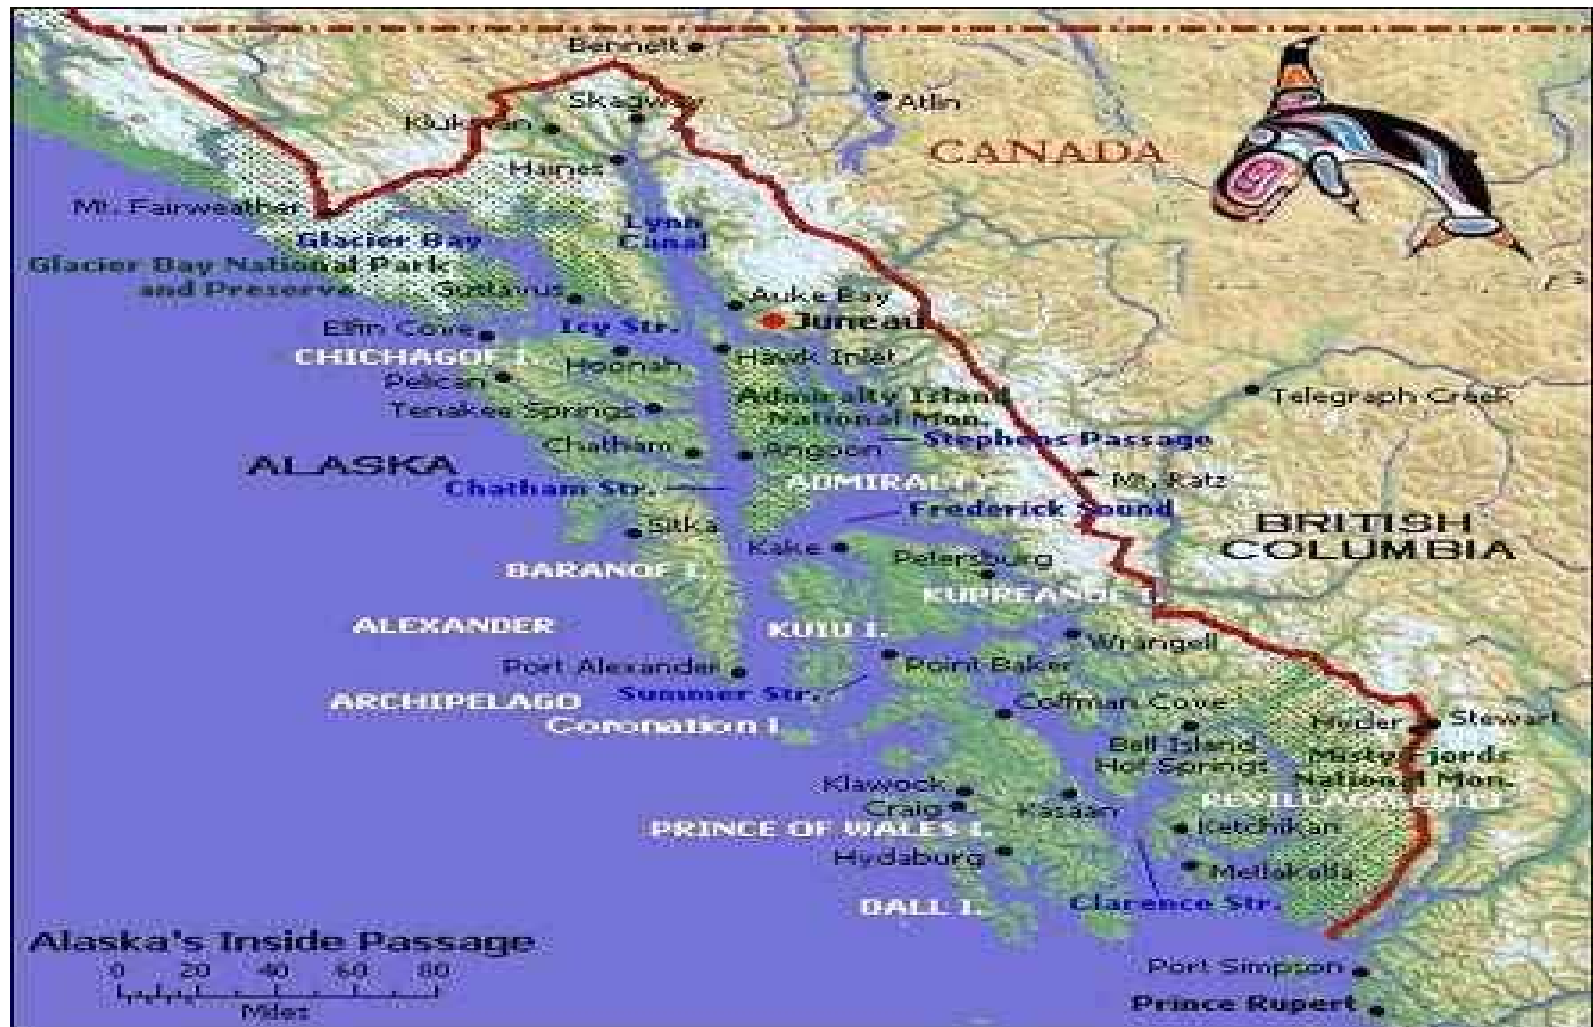 Bennett
Skagway
Atlin
Klukwan
CANADA
Haines
Mt. Fairweather
Lynn
Canal
Glacier Bay
Glacier Bay National Park
and Preserve
Gustavus
Auke Bay
Juneau
Elfin Cove
Icy Str.
CHICHAGOF I.
Hoonah
Hawk Inlet
Pelican
Telegraph Creek
Tenakee Springs
Admiralty Island
National Mon.
Stephens Passage
Chatham
Angoon
ALASKA
Chatham Str.
ADMIRALTY
Mt. Ratz
Frederick Sound
Sitka
BRITISH
COLUMBIA
Kake
Petersburg
BARANOF I.
KUPREANOF I.
ALEXANDER
KUIU I.
Wrangell
Port Alexander
Point Baker
Summer Str.
ARCHIPELAGO
Coffman Cove
Coronation I.
Hyder
Stewart
Bell Island
Hot Springs
Misty Fjords
National Mon.
Klawock
Craig
Kasaan
REVILLAGIGEDO I.
PRINCE OF WALES I.
Ketchikan
Hydaburg
Metlakatla
DALL I.
Clarence Str.
Alaska's Inside Passage
0 20 40 60 80
Miles
Port Simpson
Prince Rupert